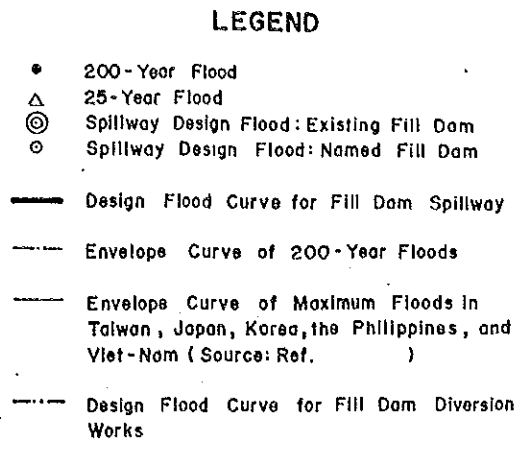 LEGEND
200-Year Flood
25-Year Flood
Spillway Design Flood: Existing Fill Dam
Spillway Design Flood: Named Fill Dam
Design Flood Curve for Fill Dam Spillway
Envelope Curve of 200-Year Floods
Envelope Curve of Maximum Floods in
Taiwan, Japan, Korea, the Philippines, and
Viet-Nam (Source: Ref. )
Design Flood Curve for Fill Dam Diversion
Works